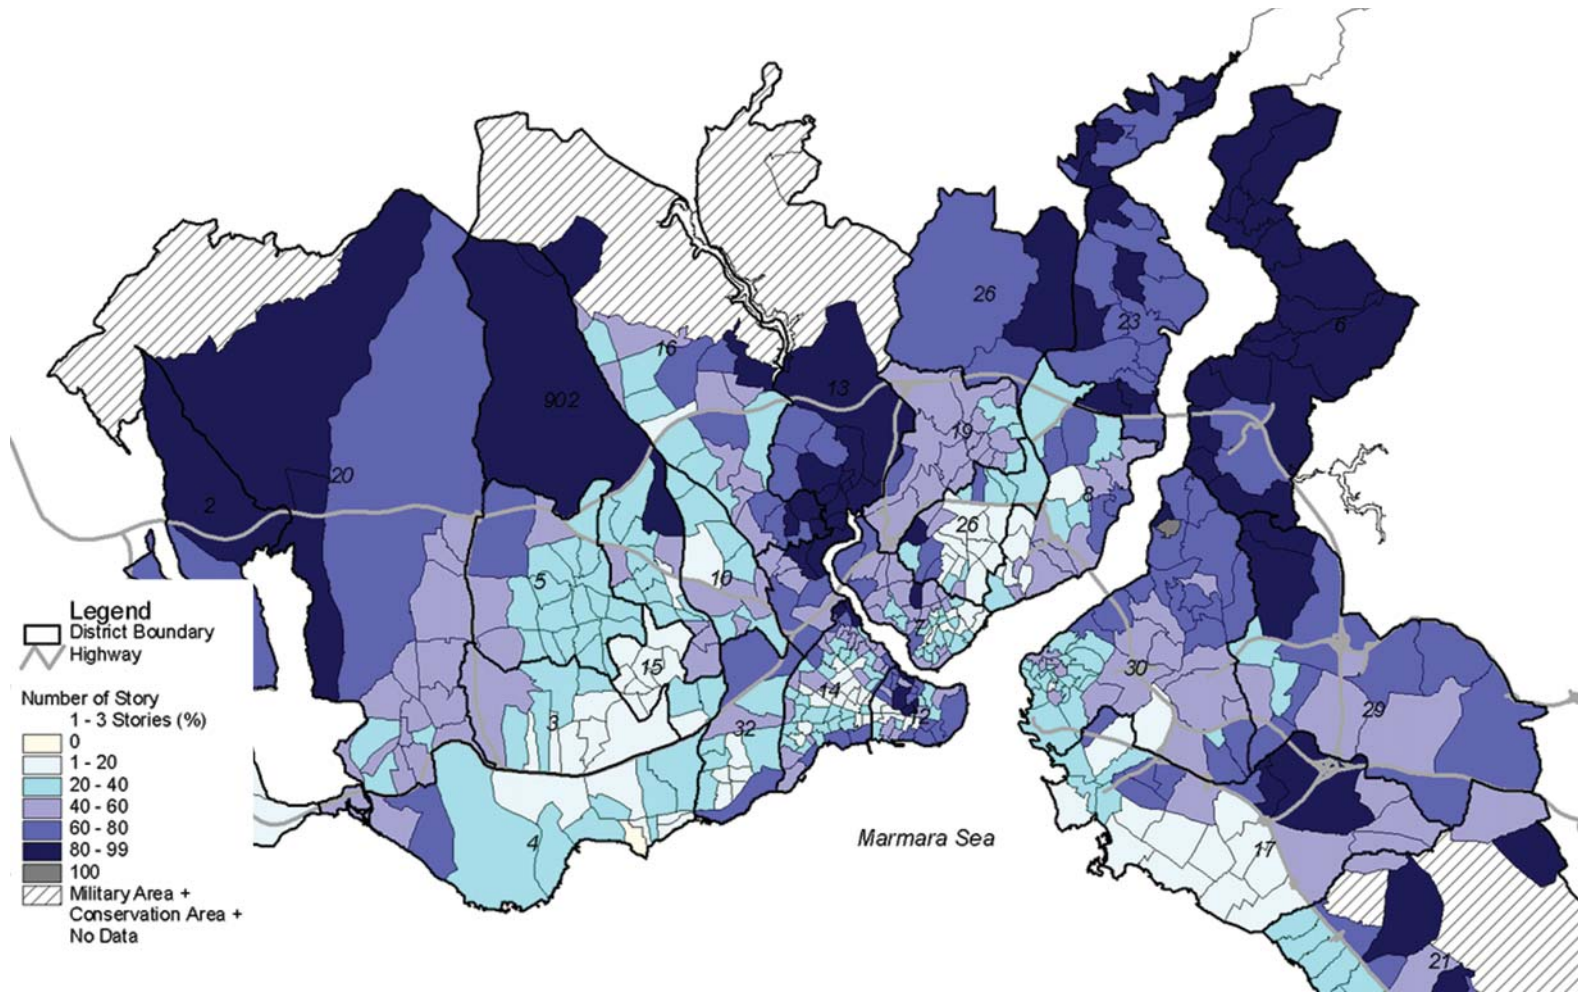 26
23
6
16
13
902
19
20
2
8
26
10
5
7
15
30
14
12
3
32
29
Marmara Sea
4
17
21
Legend
District Boundary
Highway
Number of Story
1 - 3 Stories (%)
0
1 - 20
20 - 40
40 - 60
60 - 80
80 - 99
100
Military Area +
Conservation Area +
No Data